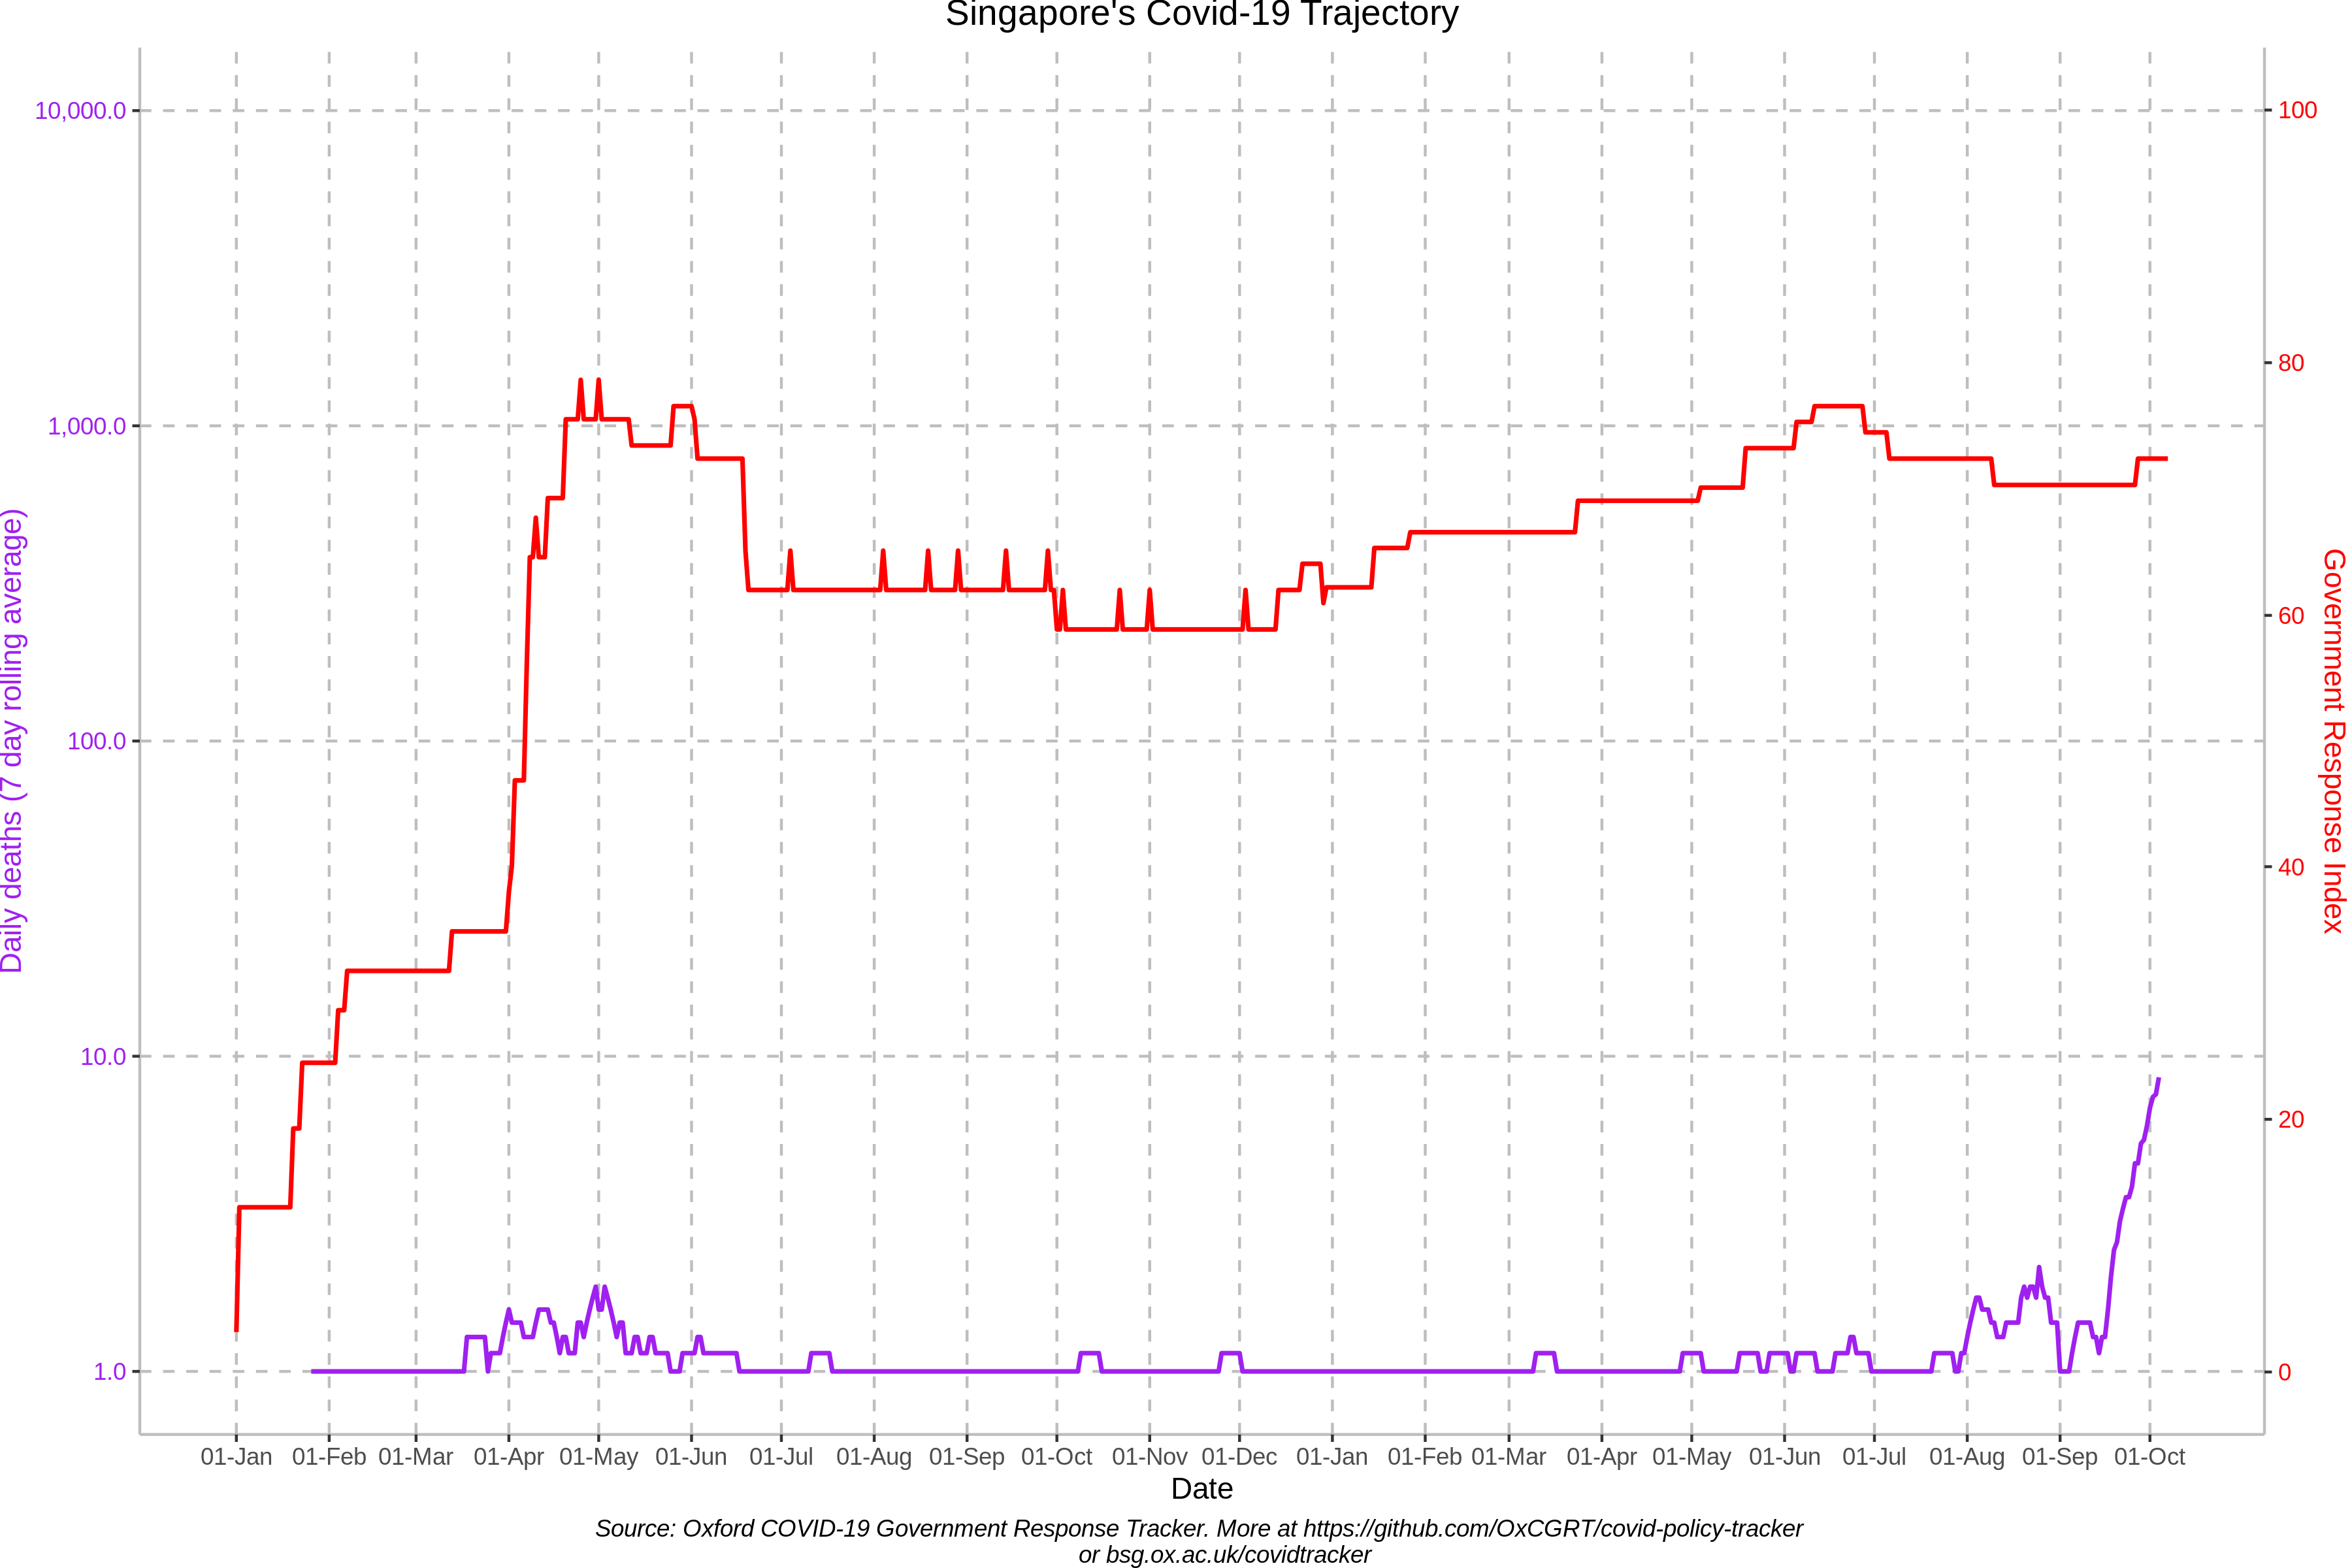 Singapore's Covid-19 Trajectory
Daily deaths (7 day rolling average)
10,000.0
1,000.0
100.0
10.0
1.0
100
80
60
40
20
0
Government Response Index
01-Jan 01-Feb 01-Mar 01-Apr 01-May 01-Jun 01-Jul 01-Aug 01-Sep 01-Oct 01-Nov 01-Dec 01-Jan 01-Feb 01-Mar 01-Apr 01-May 01-Jun 01-Jul 01-Aug 01-Sep 01-Oct
Date
Source: Oxford COVID-19 Government Response Tracker. More at https://github.com/OxCGRT/covid-policy-tracker
or bsg.ox.ac.uk/covidtracker